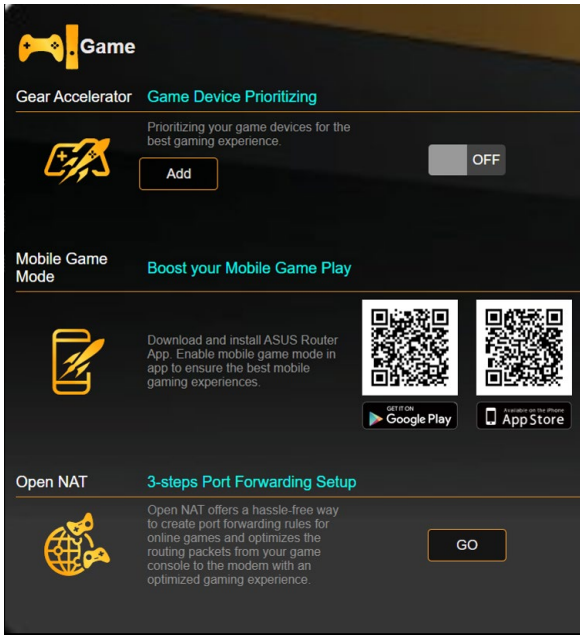 Game
Gear Accelerator Game Device Prioritizing
Prioritizing your game devices for the
best gaming experience.
Add
OFF
Mobile Game
Mode
Boost your Mobile Game Play
Download and install ASUS Router
App. Enable mobile game mode in
app to ensure the best mobile
gaming experiences.
GET IT ON
Google Play
Available on the iPhone
App Store
Open NAT 3-steps Port Forwarding Setup
Open NAT offers a hassle-free way
to create port forwarding rules for
online games and optimizes the
routing packets from your game
console to the modem with an
optimized gaming experience.
GO